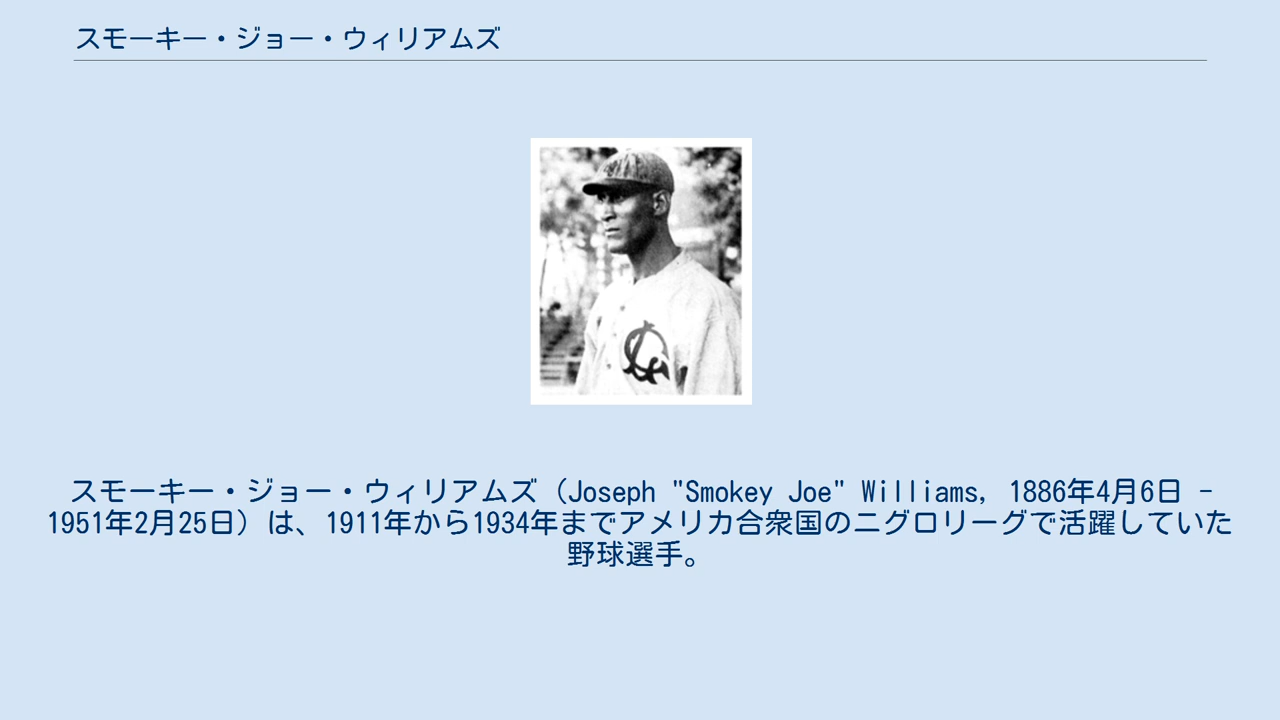 スモーキー・ジョー・ウィリアムズ
スモーキー・ジョー・ウィリアムズ（Joseph "Smokey Joe" Williams, 1886年4月6日 -
1951年2月25日）は、1911年から1934年までアメリカ合衆国のニグロリーグで活躍していた
野球選手。